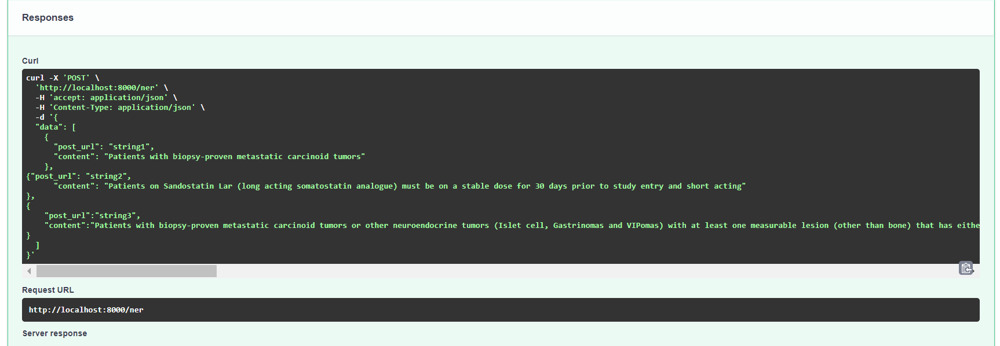 Responses
Curl
curl -X 'POST' \
  'http://localhost:8000/ner' \
  -H 'accept: application/json' \
  -H 'Content-Type: application/json' \
  -d '{
  "data": [
    {
      "post_url": "string1",
      "content": "Patients with biopsy-proven metastatic carcinoid tumors"
    },
{"post_url": "string2",
      "content": "Patients on Sandostatin Lar (long acting somatostatin analogue) must be on a stable dose for 30 days prior to study entry and short acting"
},
{
    "post_url":"string3",
    "content":"Patients with biopsy-proven metastatic carcinoid tumors or other neuroendocrine tumors (Islet cell, Gastrinomas and VIPomas) with at least one measurable lesion (other than bone) that has eithe
}
  ]
}'
Request URL
http://localhost:8000/ner
Server response